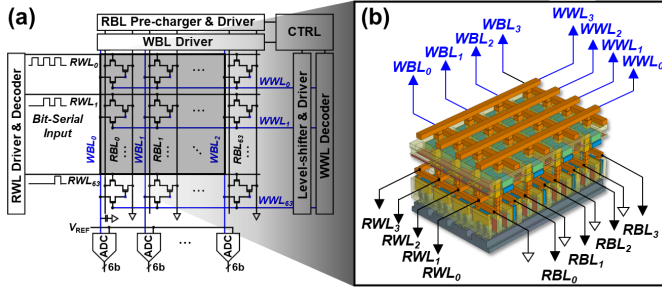 (a)
RBL Pre-charger & Driver
WBL Driver
CTRL
RWL Driver & Decoder
RWL0
RWL1
Bit-Serial
Input
RWL63
WBL0
RBL0
WBL1
RBL1
WBL2
RBL63
...
...
...
WWL0
WWL1
WWL63
Level-shifter & Driver
WWL Decoder
VREF
ADC
ADC
...
ADC
6b
6b
6b
(b)
WBL0
WBL1
WBL2
WBL3
WWL3
WWL2
WWL1
WWL0
RWL3
RWL2
RWL1
RWL0
RBL3
RBL2
RBL1
RBL0